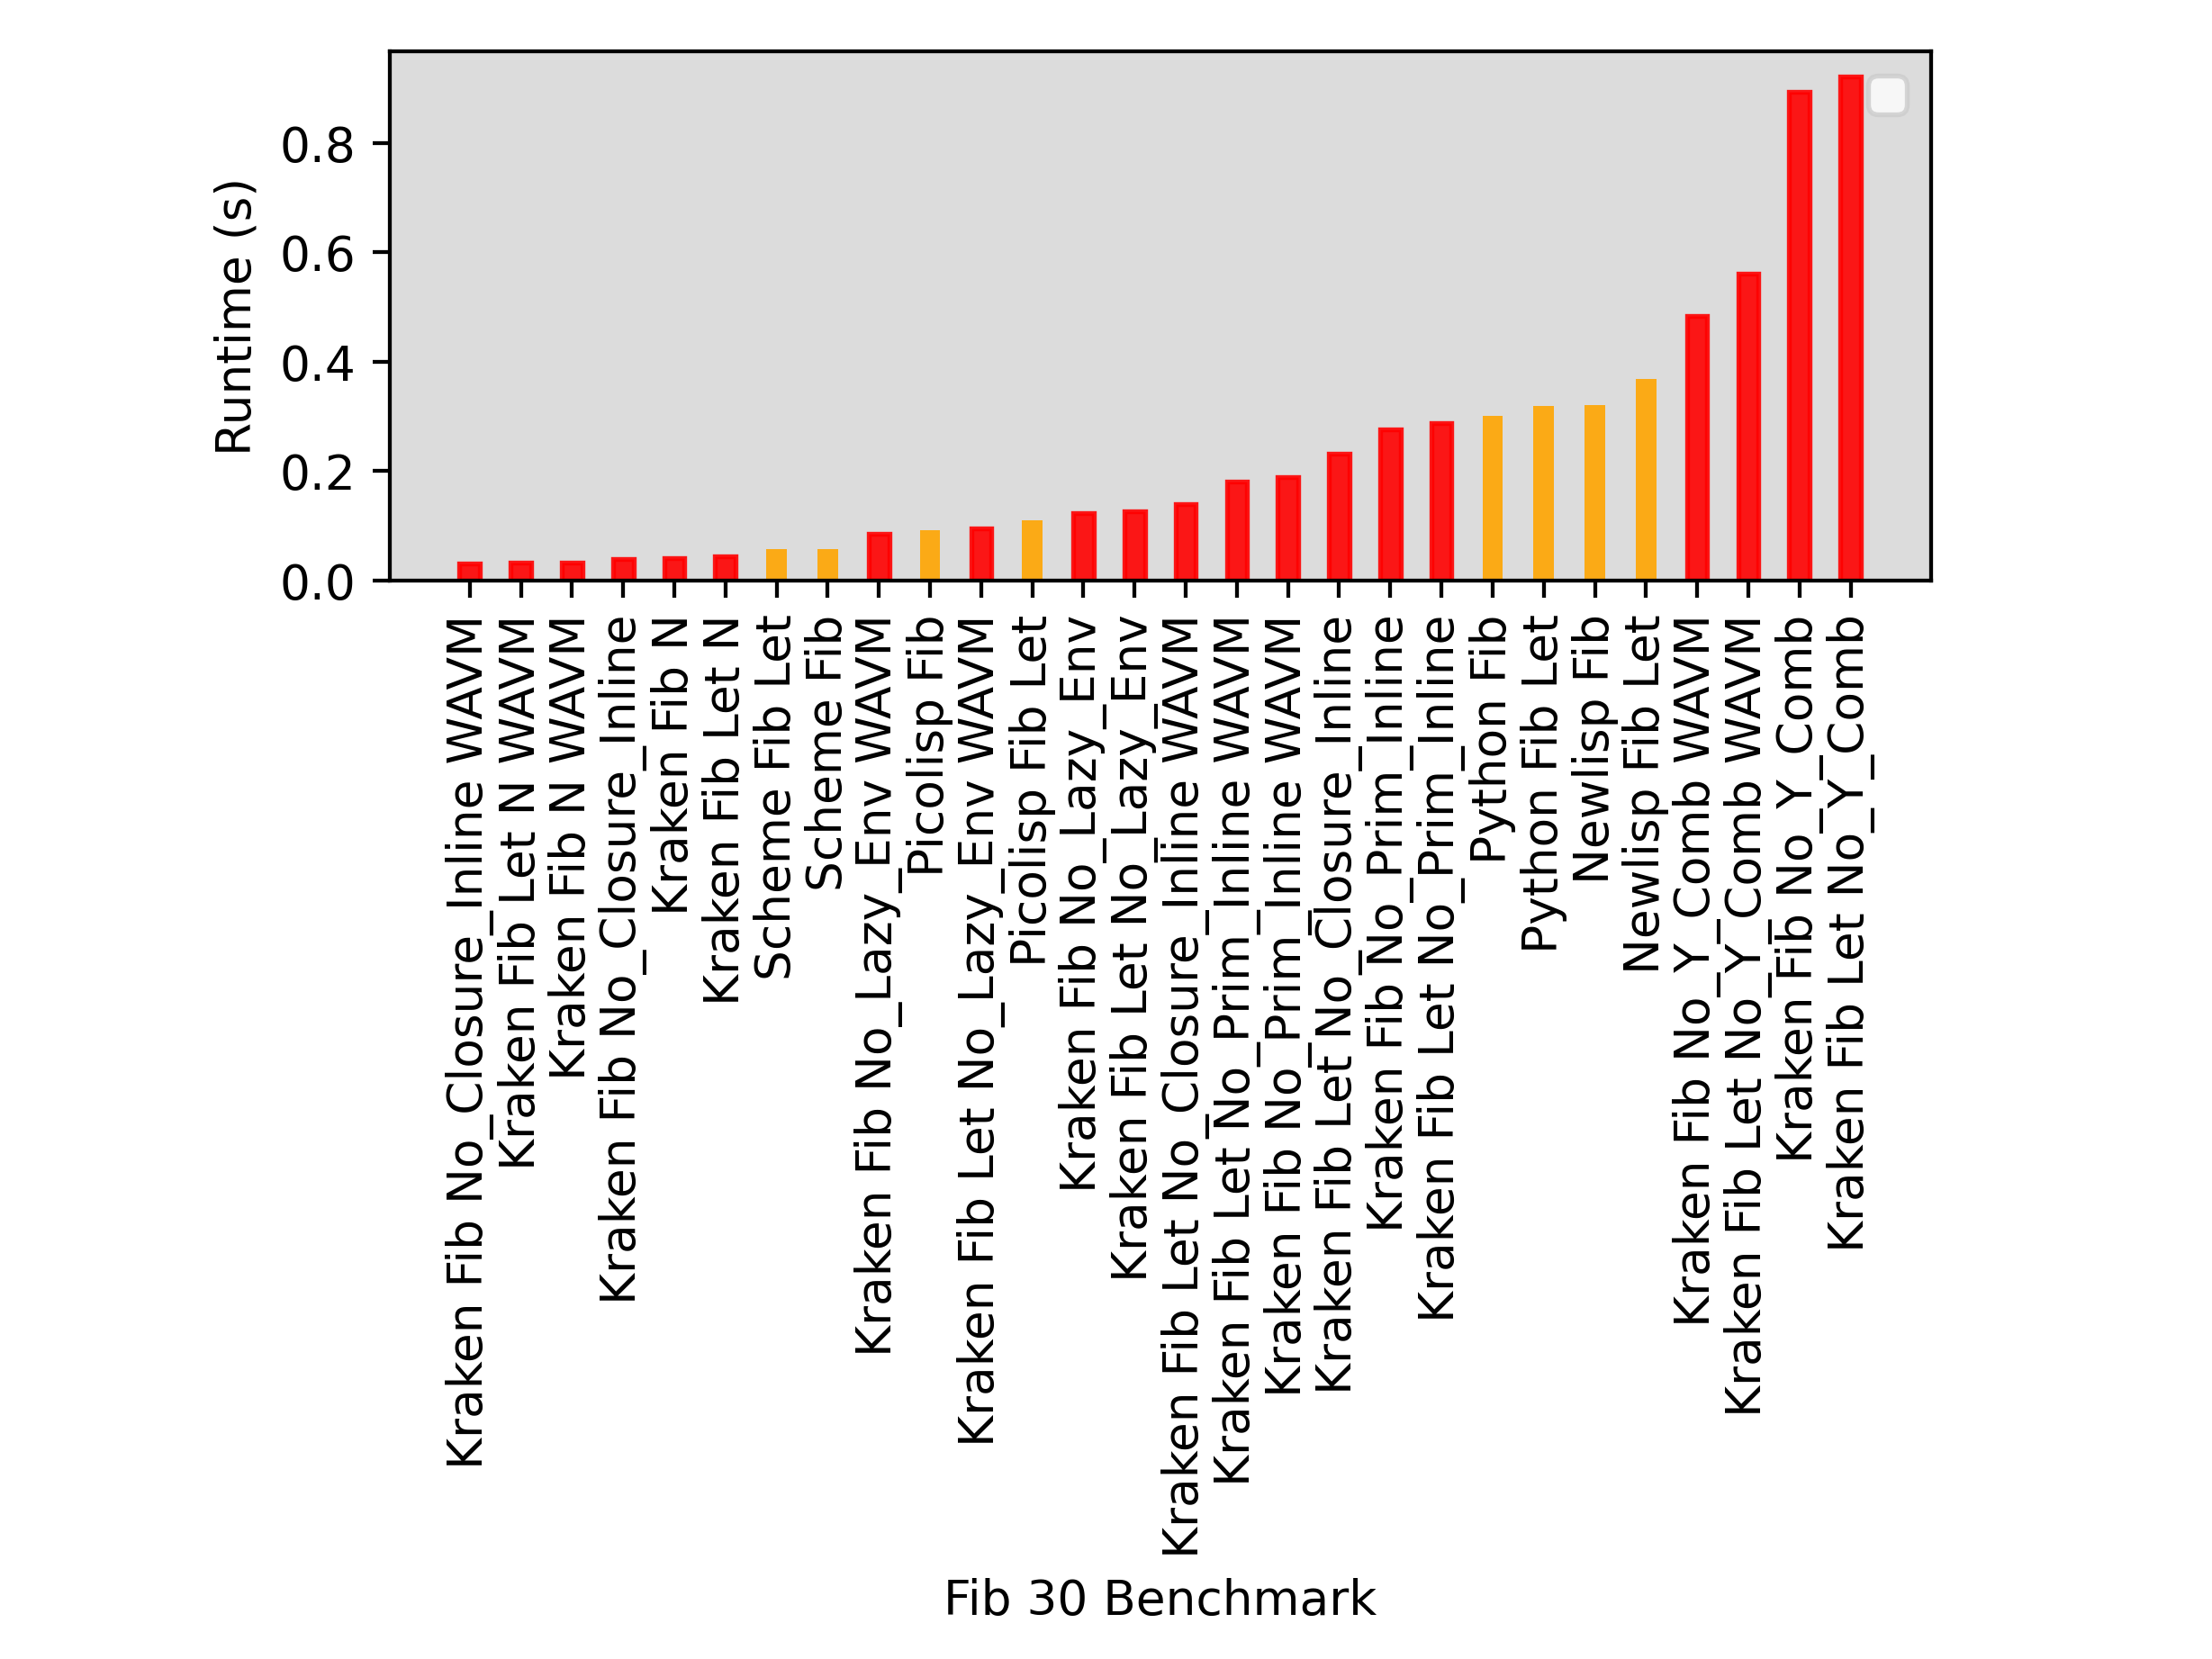 Runtime (s)
0.8
0.6
0.4
0.2
0.0
Kraken Fib No_Closure_Inline WAVM
Kraken Fib Let N WAVM
Kraken Fib N WAVM
Kraken Fib No_Closure_Inline
Kraken Fib N
Kraken Fib Let N
Scheme Fib Let
Scheme Fib
Kraken Fib No_Lazy_Env WAVM
Picolisp Fib
Kraken Fib Let No_Lazy_Env WAVM
Picolisp Fib Let
Kraken Fib No_Lazy_Env
Kraken Fib Let No_Lazy_Env
Kraken Fib Let No_Closure_Inline WAVM
Kraken Fib Let No_Prim_Inline WAVM
Kraken Fib No_Prim_Inline WAVM
Kraken Fib Let No_Closure_Inline
Kraken Fib No_Prim_Inline
Kraken Fib Let No_Prim_Inline
Python Fib
Python Fib Let
Newlisp Fib
Newlisp Fib Let
Kraken Fib No_Y_Comb WAVM
Kraken Fib Let No_Y_Comb WAVM
Kraken Fib No_Y_Comb
Kraken Fib Let No_Y_Comb
Fib 30 Benchmark